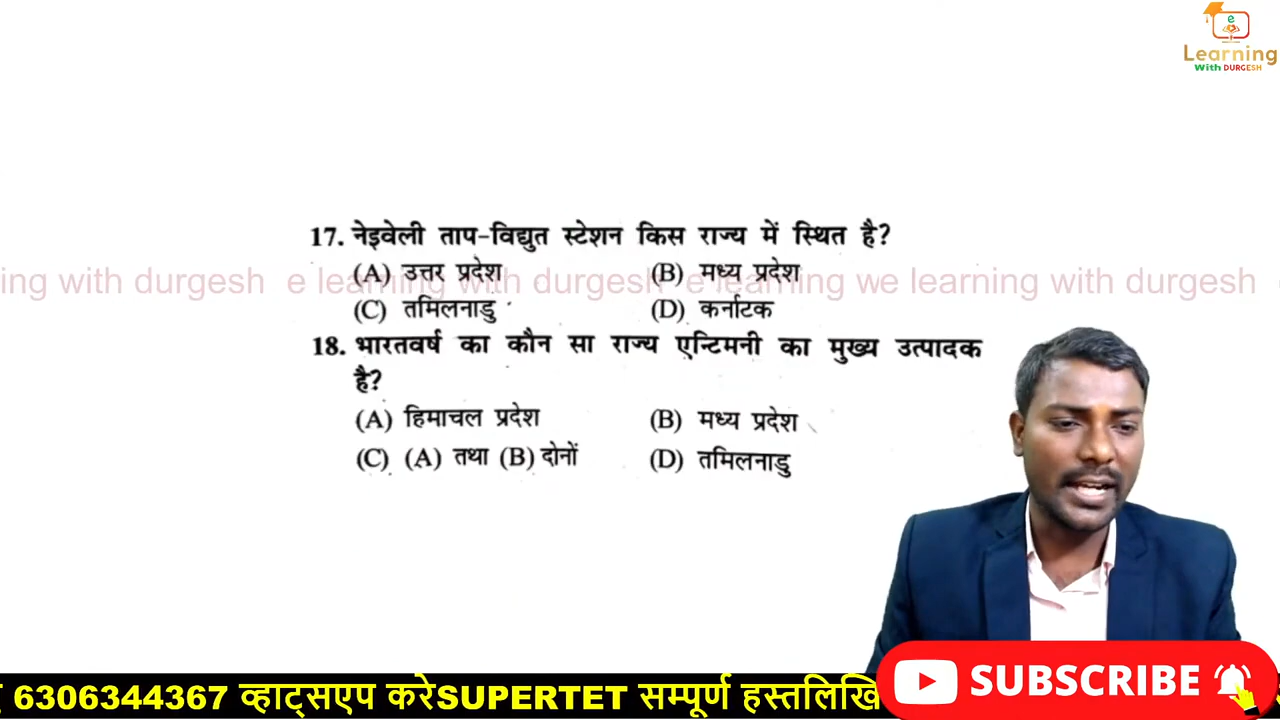 e
Learning
With DURGESH
17. नेइवेली ताप-विद्युत स्टेशन किस राज्य में स्थित है?
(A) उत्तर प्रदेश (B) मध्य प्रदेश
ing with durgesh e learning with durgesh e learning we learning with durgesh
(C) तमिलनाडु (D) कर्नाटक
18. भारतवर्ष का कौन सा राज्य एन्टिमनी का मुख्य उत्पादक
है?
(A) हिमाचल प्रदेश (B) मध्य प्रदेश
(C) (A) तथा (B) दोनों (D) तमिलनाडु
6306344367 व्हाट्सएप करेSUPERTET सम्पूर्ण हस्तलिखि
SUBSCRIBE